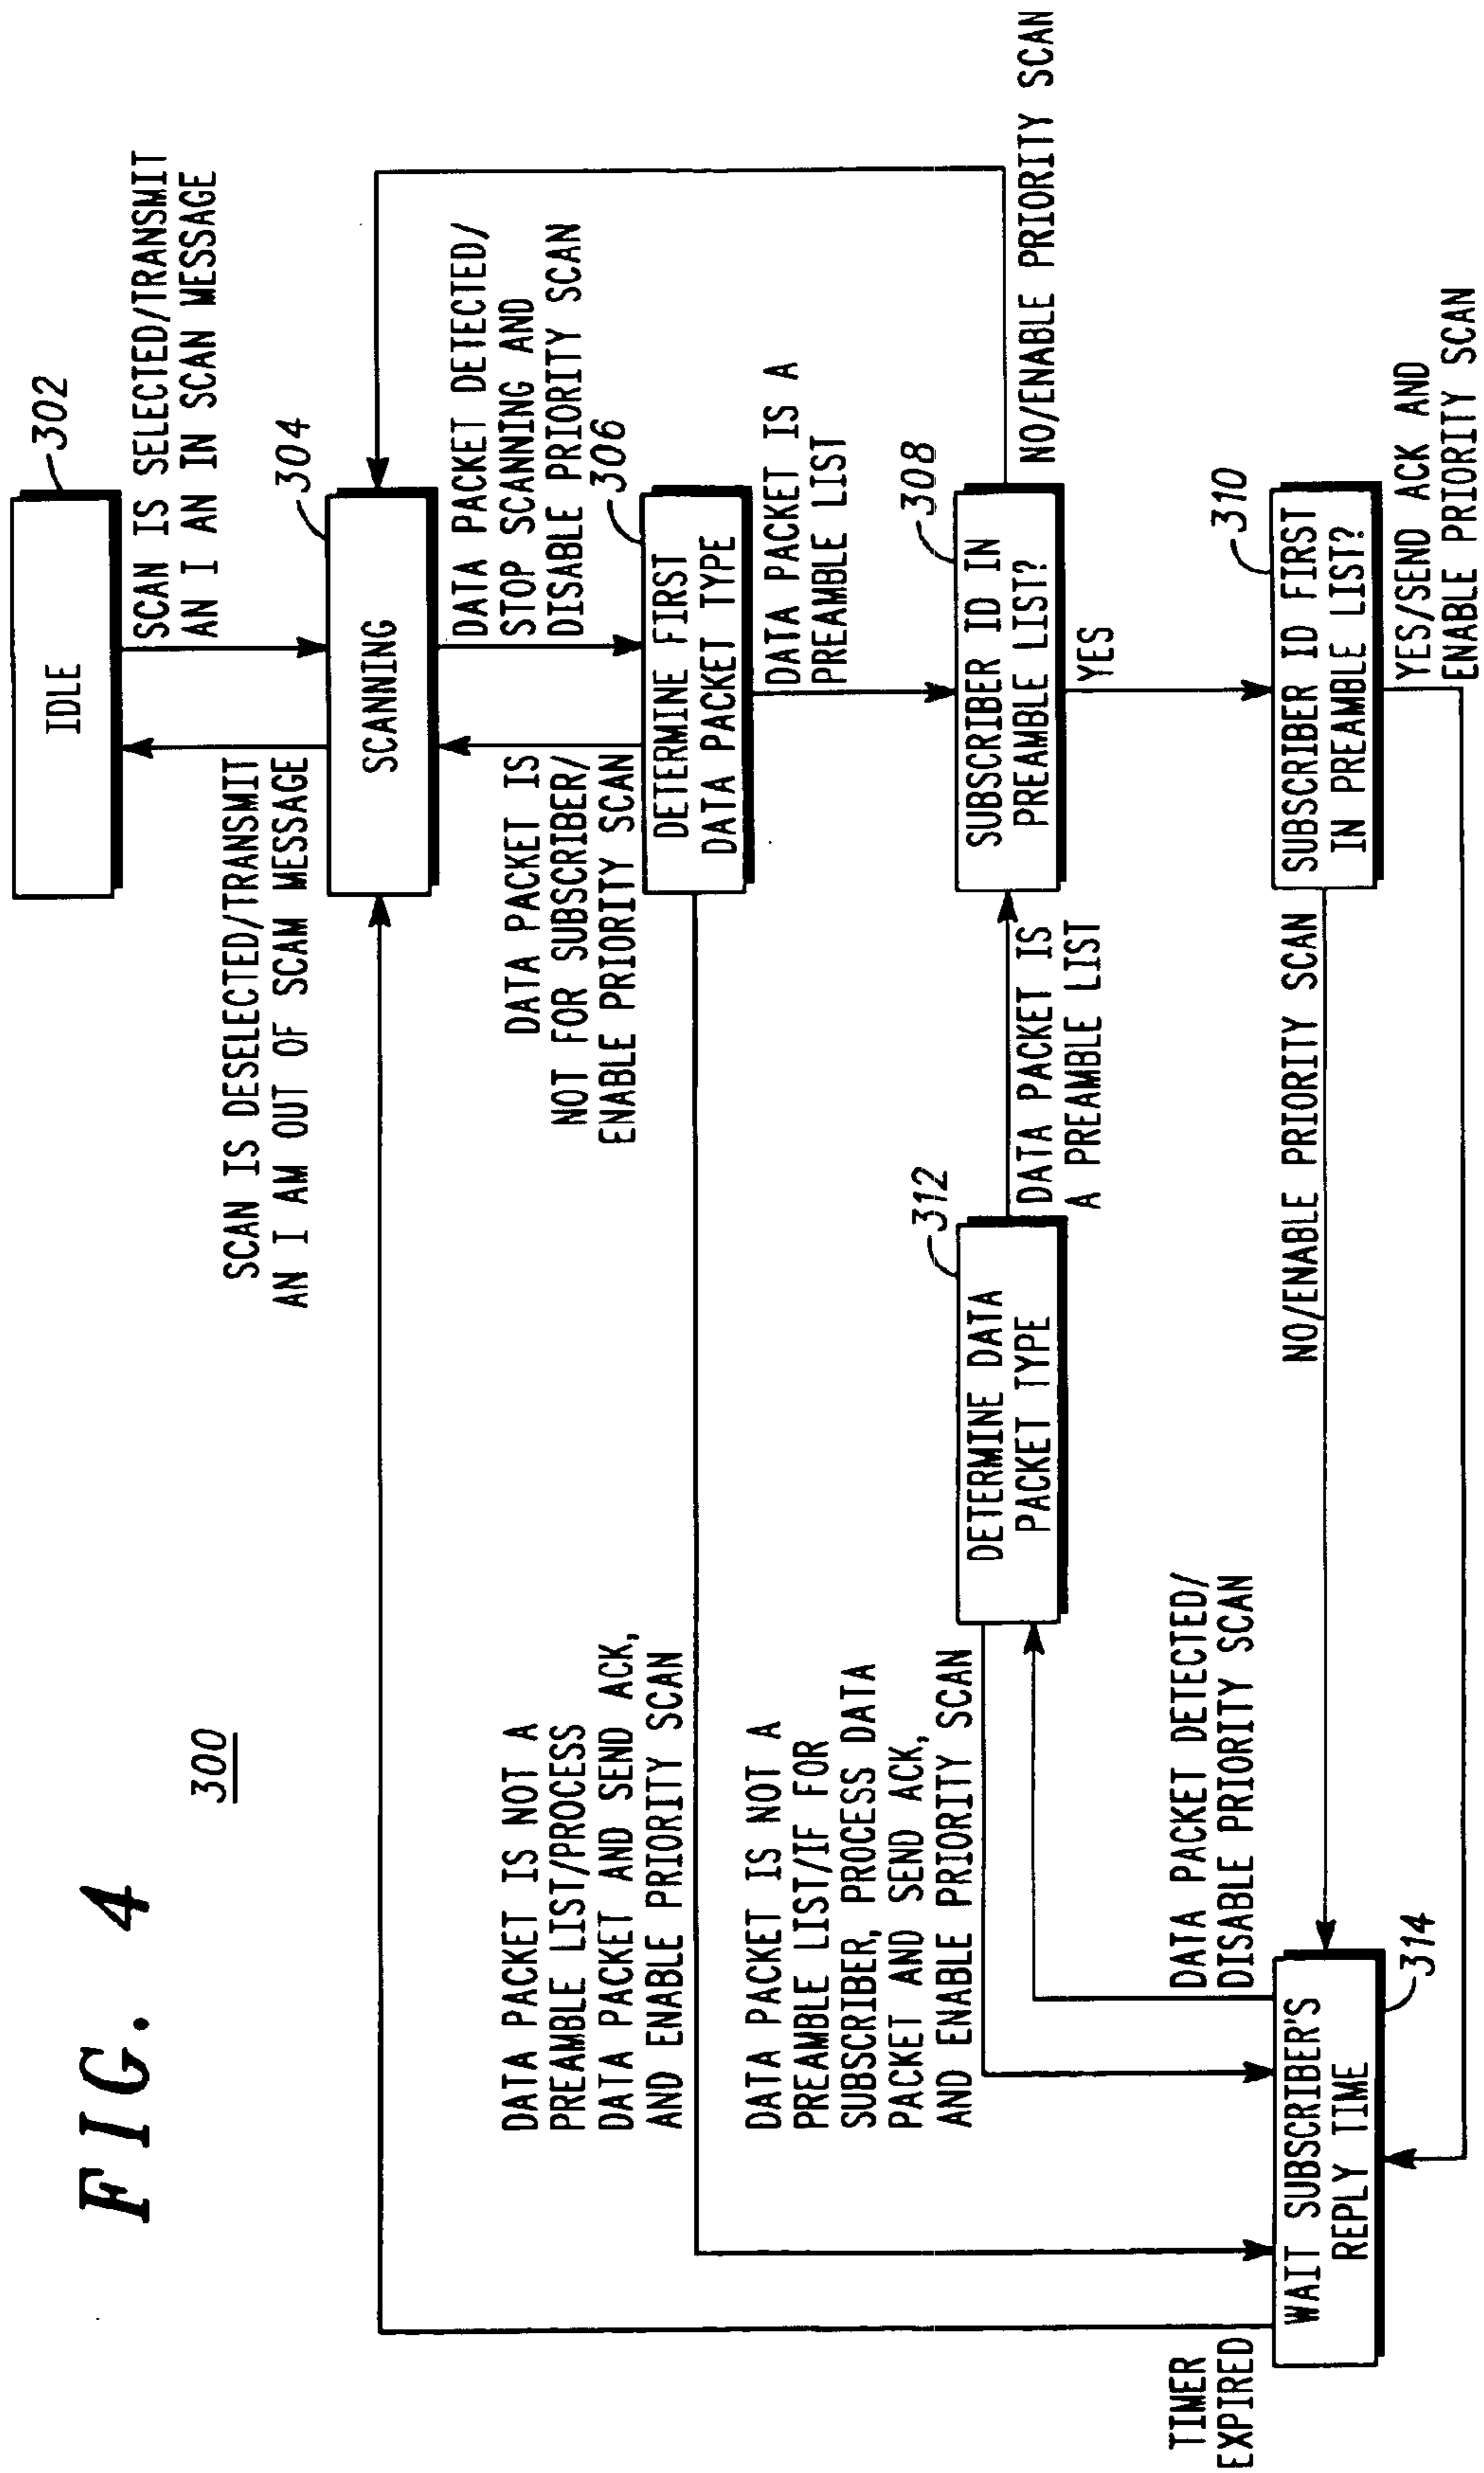 FIG. 4
300
IDLE
302
SCAN IS SELECTED/TRANSMIT
AN I AN IN SCAN MESSAGE
SCAN IS DESELECTED/TRANSMIT
AN I AM OUT OF SCAM MESSAGE
304
SCANNING
DATA PACKET DETECTED/
STOP SCANNING AND
DISABLE PRIORITY SCAN
DATA PACKET IS
NOT FOR SUBSCRIBER/
ENABLE PRIORITY SCAN
306
DETERMINE FIRST
DATA PACKET TYPE
DATA PACKET IS NOT A
PREAMBLE LIST/PROCESS
DATA PACKET AND SEND ACK,
AND ENABLE PRIORITY SCAN
DATA PACKET IS A
PREAMBLE LIST
308
SUBSCRIBER ID IN
PREAMBLE LIST?
NO/ENABLE PRIORITY SCAN
YES
DATA PACKET IS
A PREAMBLE LIST
312
DETERMINE DATA
PACKET TYPE
DATA PACKET IS NOT A
PREAMBLE LIST/IF FOR
SUBSCRIBER, PROCESS DATA
PACKET AND SEND ACK,
AND ENABLE PRIORITY SCAN
DATA PACKET DETECTED/
DISABLE PRIORITY SCAN
310
SUBSCRIBER ID FIRST
IN PREAMBLE LIST?
NO/ENABLE PRIORITY SCAN
YES/SEND ACK AND
ENABLE PRIORITY SCAN
TIMER
EXPIRED
WAIT SUBSCRIBER'S
REPLY TIME
314